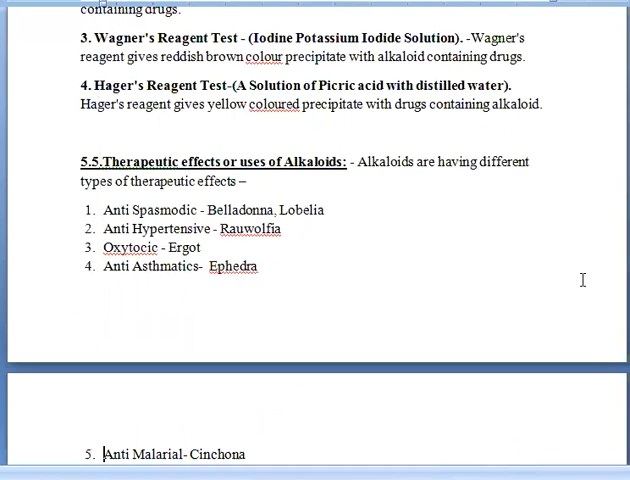 containing drugs.
3. Wagner's Reagent Test - (Iodine Potassium Iodide Solution). -Wagner's
reagent gives reddish brown colour precipitate with alkaloid containing drugs.
4. Hager's Reagent Test-(A Solution of Picric acid with distilled water).
Hager's reagent gives yellow coloured precipitate with drugs containing alkaloid.
5.5.Therapeutic effects or uses of Alkaloids: - Alkaloids are having different
types of therapeutic effects –
1. Anti Spasmodic - Belladonna, Lobelia
2. Anti Hypertensive - Rauwolfia
3. Oxytocic - Ergot
4. Anti Asthmatics- Ephedra
5. Anti Malarial- Cinchona